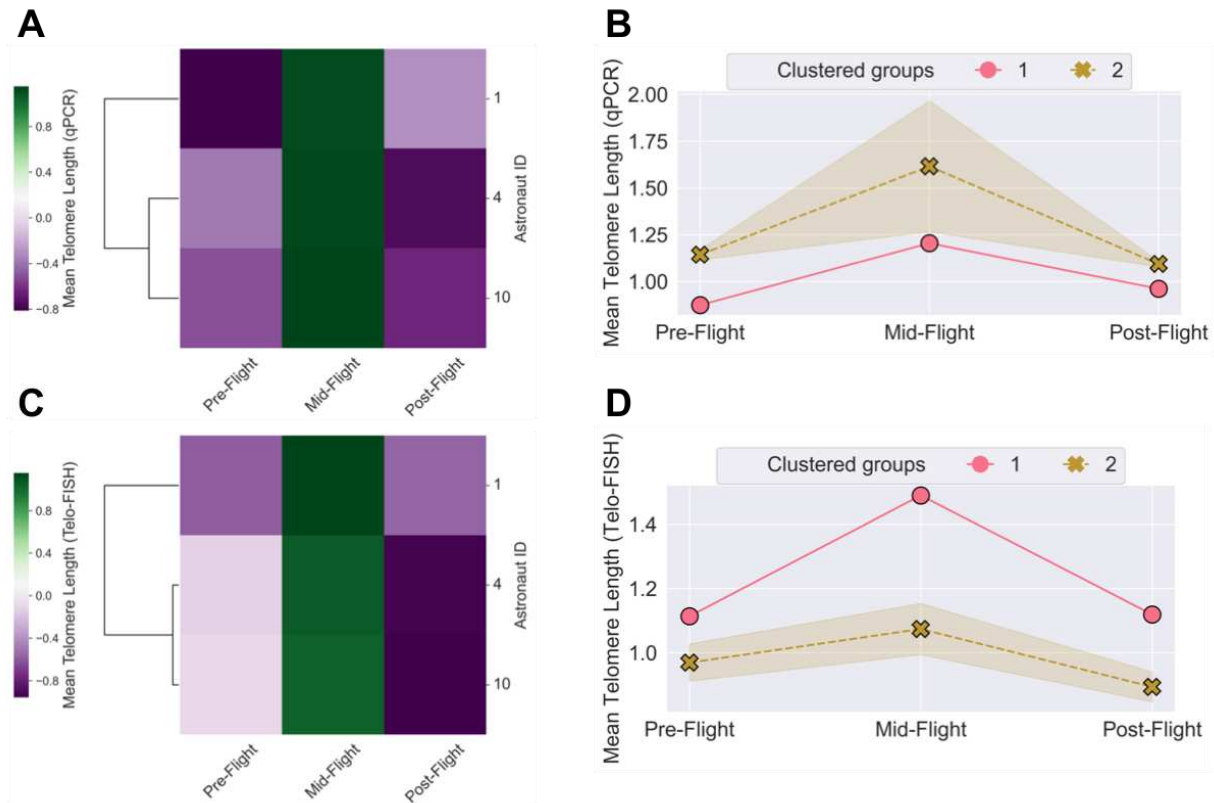 A
Mean Telomere Length (qPCR)
0.8
0.4
0.0
−0.4
−0.8
1
4
10
Astronaut ID
Pre-Flight
Mid-Flight
Post-Flight
B
Clustered groups 1 2
Mean Telomere Length (qPCR)
2.00
1.75
1.50
1.25
1.00
Pre-Flight Mid-Flight Post-Flight
C
Mean Telomere Length (Telo-FISH)
0.8
0.4
0.0
−0.4
−0.8
1
4
10
Astronaut ID
Pre-Flight
Mid-Flight
Post-Flight
D
Clustered groups 1 2
Mean Telomere Length (Telo-FISH)
1.4
1.2
1.0
Pre-Flight Mid-Flight Post-Flight